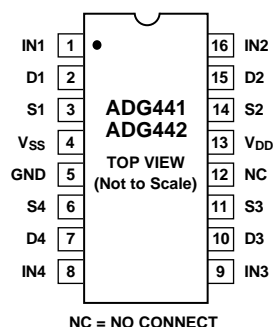 IN1 1 16 IN2
D1 2 15 D2
S1 3 ADG441 14 S2
VSS 4 ADG442 13 VDD
GND 5 TOP VIEW 12 NC
S4 6 (Not to Scale) 11 S3
D4 7 10 D3
IN4 8 9 IN3
NC = NO CONNECT